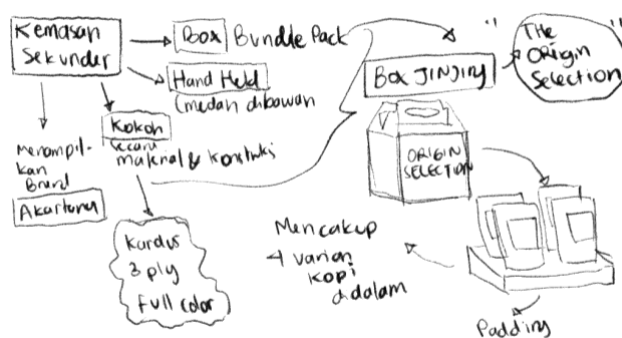 Kemasan
Sekunder
Box Bundle Pack
Hand Held
(mudah dibawah
Kokoh
secara
material & konstruksi
Menampil-
kan
Brand
Akartana
Kardus
3 ply
full color
Box JINJING
"The
Origin
Selection"
ORIGIN
SELECTION
Mencakup
4 varian
kopi
didalam
Padding